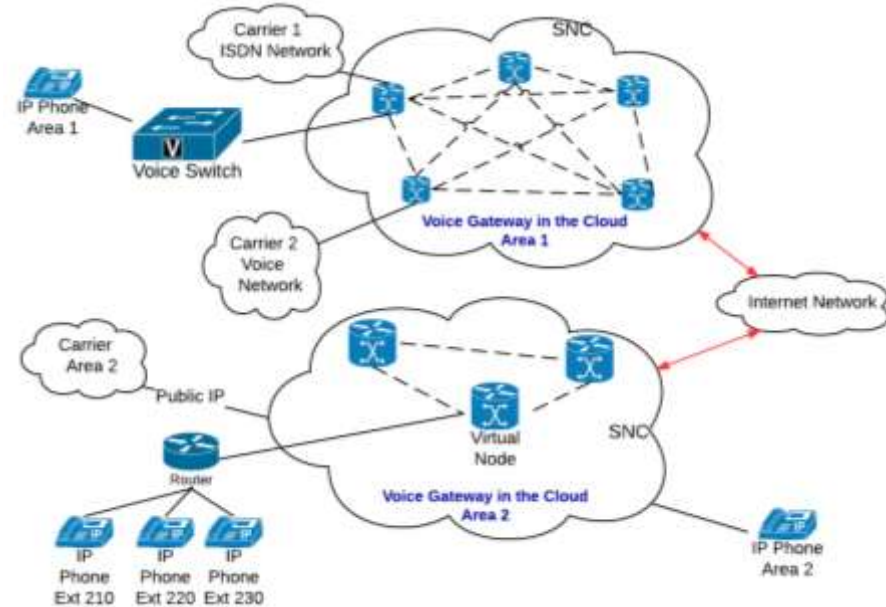 Carrier 1
ISDN Network
SNC
IP Phone
Area 1
V
Voice Switch
Voice Gateway in the Cloud
Area 1
Carrier 2
Voice
Network
Internet Network
Carrier
Area 2
Public IP
Virtual
Node
SNC
Router
Voice Gateway in the Cloud
Area 2
IP
Phone
Ext 210
IP
Phone
Ext 220
IP
Phone
Ext 230
IP Phone
Area 2